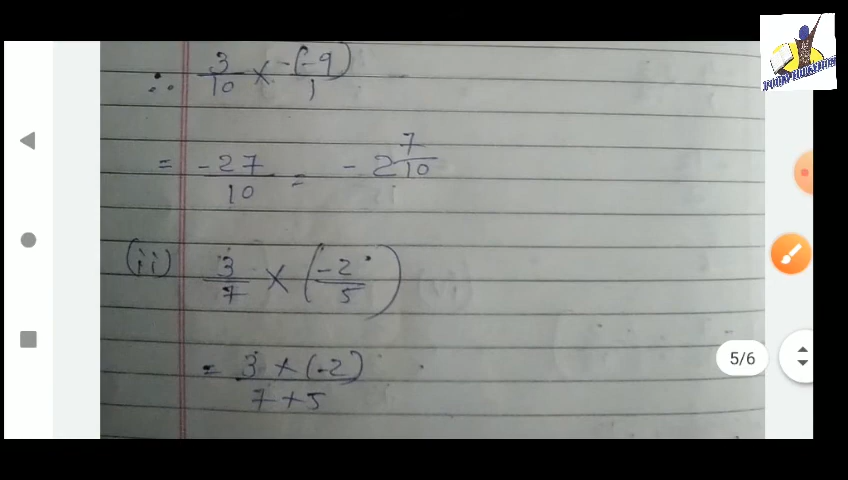 ∴ 3/10 × -(-9)/1
= -27/10 = -2 7/10
(ii) 3/7 × (-2/5)
= 3 × (-2)/7 × 5
5/6